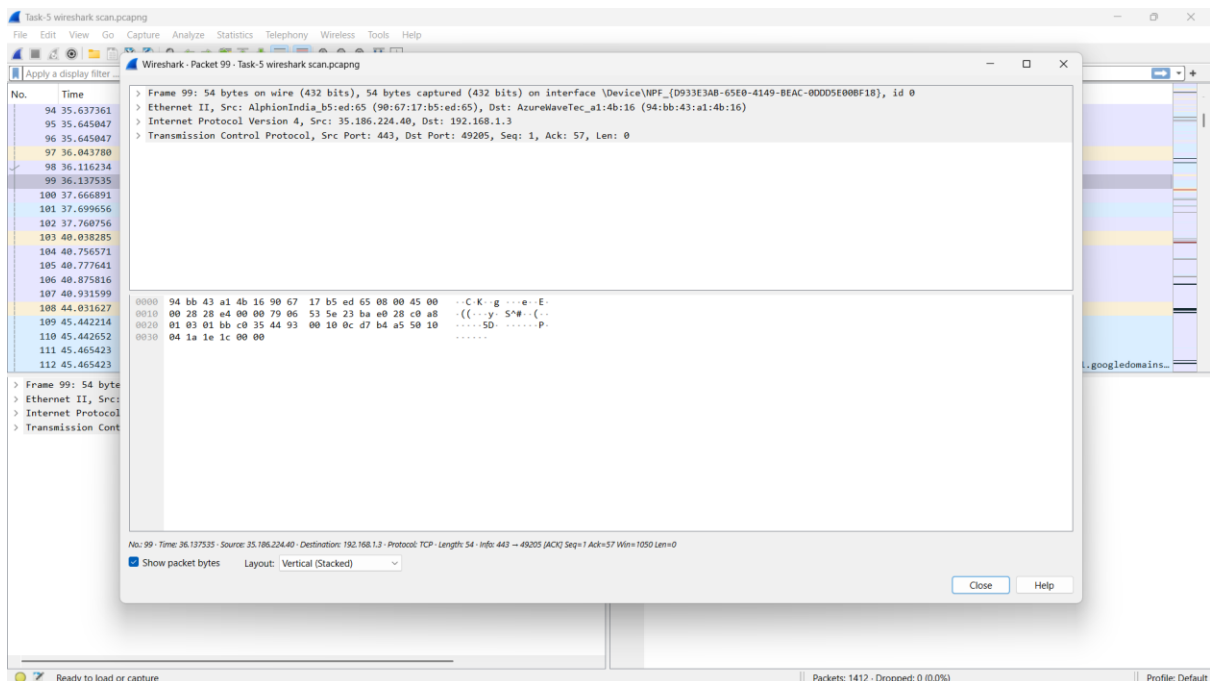 Task-5 wireshark scan.pcapng
File Edit View Go Capture Analyze Statistics Telephony Wireless Tools Help
Apply a display filter ...
No. Time
94 35.637361
95 35.645047
96 35.645047
97 36.043780
98 36.116234
99 36.137535
100 37.666891
101 37.699656
102 37.760756
103 40.038285
104 40.756571
105 40.777641
106 40.875816
107 40.931599
108 44.031627
109 45.442214
110 45.442652
111 45.465423
112 45.465423
l.googledomains…
> Frame 99: 54 byte
> Ethernet II, Src:
> Internet Protocol
> Transmission Cont
Wireshark · Packet 99 · Task-5 wireshark scan.pcapng
> Frame 99: 54 bytes on wire (432 bits), 54 bytes captured (432 bits) on interface \Device\NPF_{D933E3AB-65E0-4149-BEAC-0DDD5E00BF18}, id 0
> Ethernet II, Src: AlphionIndia_b5:ed:65 (90:67:17:b5:ed:65), Dst: AzureWaveTec_a1:4b:16 (94:bb:43:a1:4b:16)
> Internet Protocol Version 4, Src: 35.186.224.40, Dst: 192.168.1.3
> Transmission Control Protocol, Src Port: 443, Dst Port: 49205, Seq: 1, Ack: 57, Len: 0
0000 94 bb 43 a1 4b 16 90 67 17 b5 ed 65 08 00 45 00 ··C·K··g ···e··E·
0010 00 28 28 e4 00 00 79 06 53 5e 23 ba e0 28 c0 a8 ·((···y· S^#··(··
0020 01 03 01 bb c0 35 44 93 00 10 0c d7 b4 a5 50 10 ·····5D· ······P·
0030 04 1a 1e 1c 00 00 ······
No.: 99 · Time: 36.137535 · Source: 35.186.224.40 · Destination: 192.168.1.3 · Protocol: TCP · Length: 54 · Info: 443 → 49205 [ACK] Seq=1 Ack=57 Win=1050 Len=0
Show packet bytes Layout: Vertical (Stacked)
Close Help
Ready to load or capture Packets: 1412 · Dropped: 0 (0.0%) Profile: Default